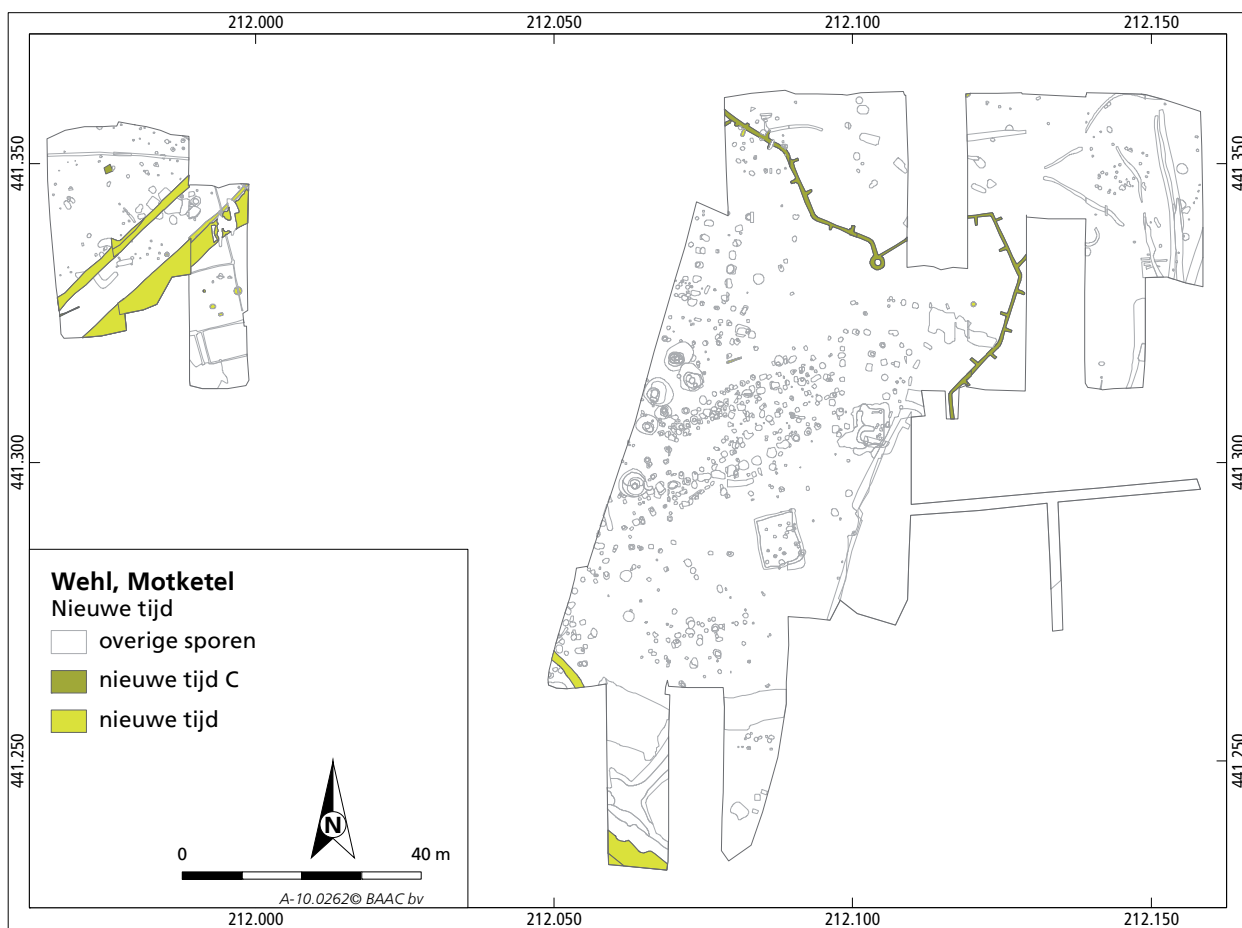 212.000 212.050 212.100 212.150
441.350 441.350
441.300 441.300
441.250 441.250
Wehl, Motketel
Nieuwe tijd
overige sporen
nieuwe tijd C
nieuwe tijd
N
0 40 m
A-10.0262© BAAC bv
212.000 212.050 212.100 212.150